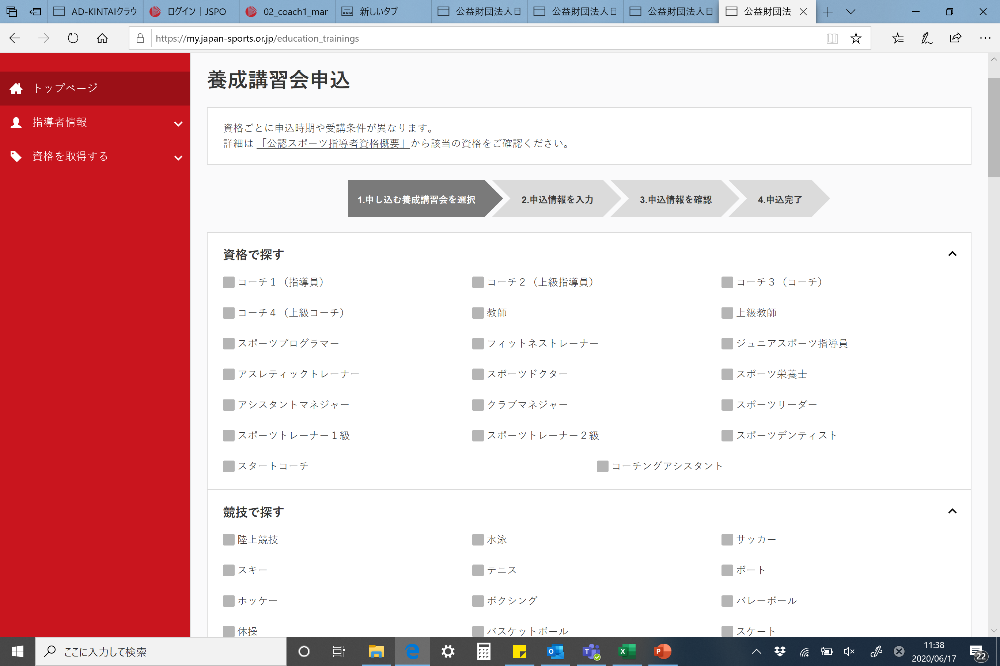 AD-KINTAIクラウ
ログイン｜JSPO
02_coach1_mar
新しいタブ
公益財団法人日
公益財団法人日
公益財団法人日
公益財団法
https://my.japan-sports.or.jp/education_trainings
トップページ
指導者情報
資格を取得する
養成講習会申込
資格ごとに申込時期や受講条件が異なります。
詳細は「公認スポーツ指導者資格概要」から該当の資格をご確認ください。
1.申し込む養成講習会を選択
2.申込情報を入力
3.申込情報を確認
4.申込完了
資格で探す
コーチ１（指導員）
コーチ２（上級指導員）
コーチ３（コーチ）
コーチ４（上級コーチ）
教師
上級教師
スポーツプログラマー
フィットネストレーナー
ジュニアスポーツ指導員
アスレティックトレーナー
スポーツドクター
スポーツ栄養士
アシスタントマネジャー
クラブマネジャー
スポーツリーダー
スポーツトレーナー１級
スポーツトレーナー２級
スポーツデンティスト
スタートコーチ
コーチングアシスタント
競技で探す
陸上競技
水泳
サッカー
スキー
テニス
ボート
ホッケー
ボクシング
バレーボール
体操
バスケットボール
スケート
ここに入力して検索
11:38
2020/06/17
22